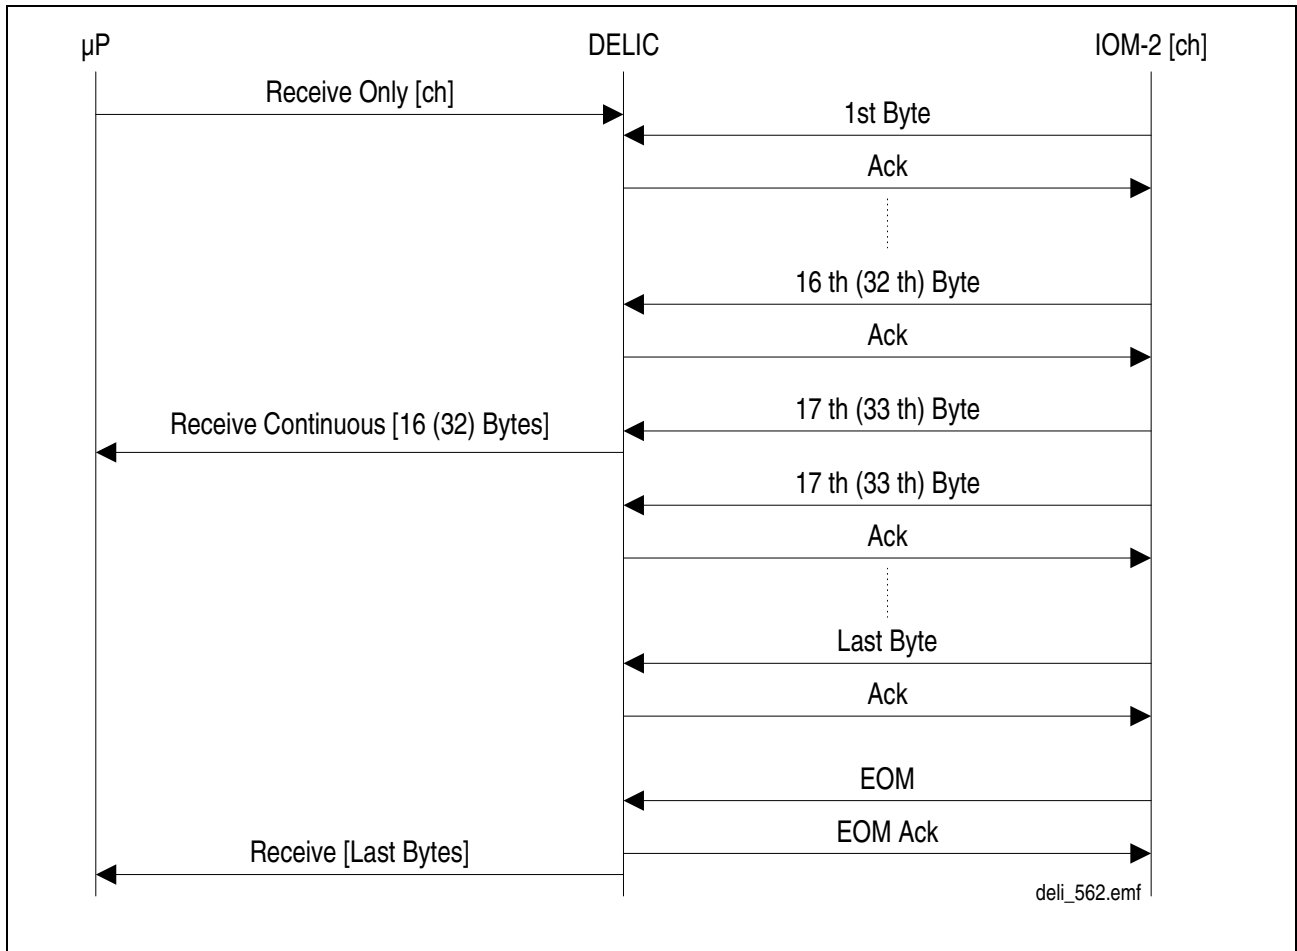 µP
DELIC
IOM-2 [ch]
Receive Only [ch]
1st Byte
Ack
16 th (32 th) Byte
Ack
17 th (33 th) Byte
Receive Continuous [16 (32) Bytes]
17 th (33 th) Byte
Ack
Last Byte
Ack
EOM
EOM Ack
Receive [Last Bytes]
deli_562.emf